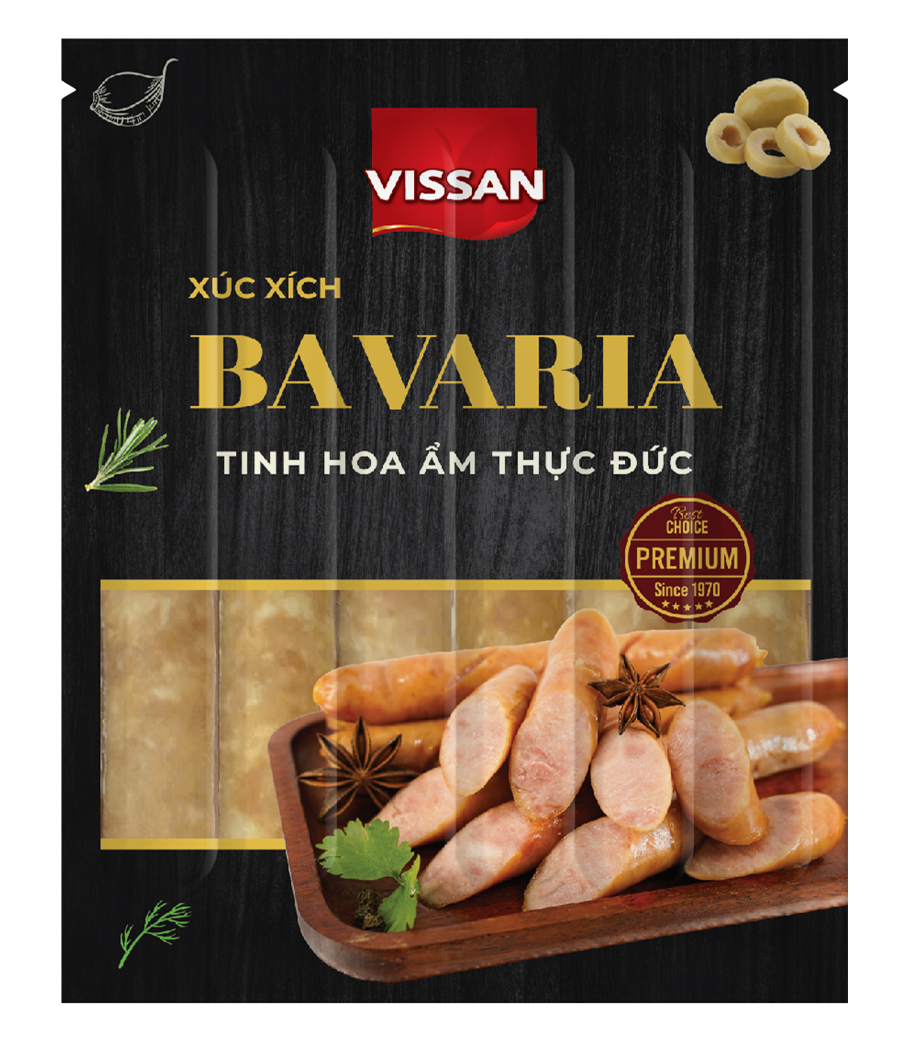 VISSAN
XÚC XÍCH
BAVARIA
TINH HOA ẨM THỰC ĐỨC
Best
CHOICE
PREMIUM
Since 1970